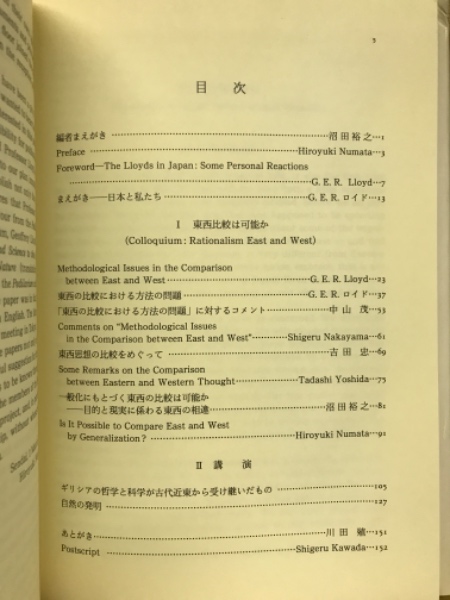 5
目 次
編者まえがき……沼田裕之…1
Preface……Hiroyuki Numata…3
Foreword—The Lloyds in Japan: Some Personal Reactions
……G. E. R. Lloyd…7
まえがき——日本と私たち……G. E. R. ロイド…13
I 東西比較は可能か
(Colloquium: Rationalism East and West)
Methodological Issues in the Comparison
between East and West……G. E. R. Lloyd…23
東西の比較における方法の問題……G. E. R. ロイド…37
「東西の比較における方法の問題」に対するコメント……中山 茂…53
Comments on “Methodological Issues
in the Comparison between East and West”……Shigeru Nakayama…61
東西思想の比較をめぐって……吉田 忠…69
Some Remarks on the Comparison
between Eastern and Western Thought……Tadashi Yoshida…75
一般化にもとづく東西の比較は可能か
——目的と現実に係わる東西の相違……沼田裕之…82
Is It Possible to Compare East and West
by Generalization?……Hiroyuki Numata…91
II 講 演
ギリシアの哲学と科学が古代近東から受け継いだもの……105
自然の発明……127
あとがき……川田 殖…151
Postscript……Shigeru Kawada…152